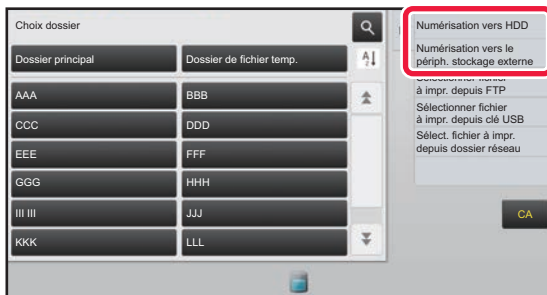 Choix dossier
Dossier principal
Dossier de fichier temp.
AAA
BBB
CCC
DDD
EEE
FFF
GGG
HHH
III III
JJJ
KKK
LLL
Numérisation vers HDD
Numérisation vers le
périph. stockage externe
Sélectionner fichier
à impr. depuis FTP
Sélectionner fichier
à impr. depuis clé USB
Sélect. fichier à impr.
depuis dossier réseau
CA